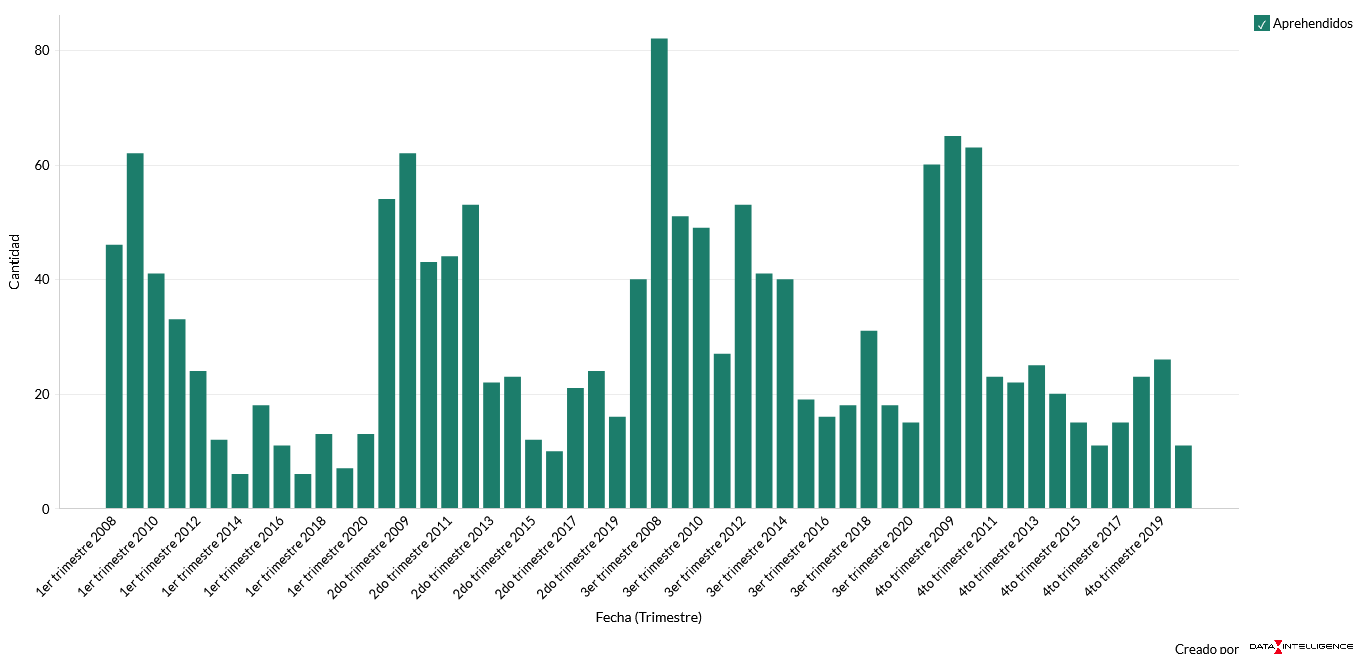 Aprehendidos
80
60
40
20
0
Cantidad
1er trimestre 2008
1er trimestre 2010
1er trimestre 2012
1er trimestre 2014
1er trimestre 2016
1er trimestre 2018
1er trimestre 2020
2do trimestre 2009
2do trimestre 2011
2do trimestre 2013
2do trimestre 2015
2do trimestre 2017
2do trimestre 2019
3er trimestre 2008
3er trimestre 2010
3er trimestre 2012
3er trimestre 2014
3er trimestre 2016
3er trimestre 2018
3er trimestre 2020
4to trimestre 2009
4to trimestre 2011
4to trimestre 2013
4to trimestre 2015
4to trimestre 2017
4to trimestre 2019
Fecha (Trimestre)
Creado por DATA INTELLIGENCE